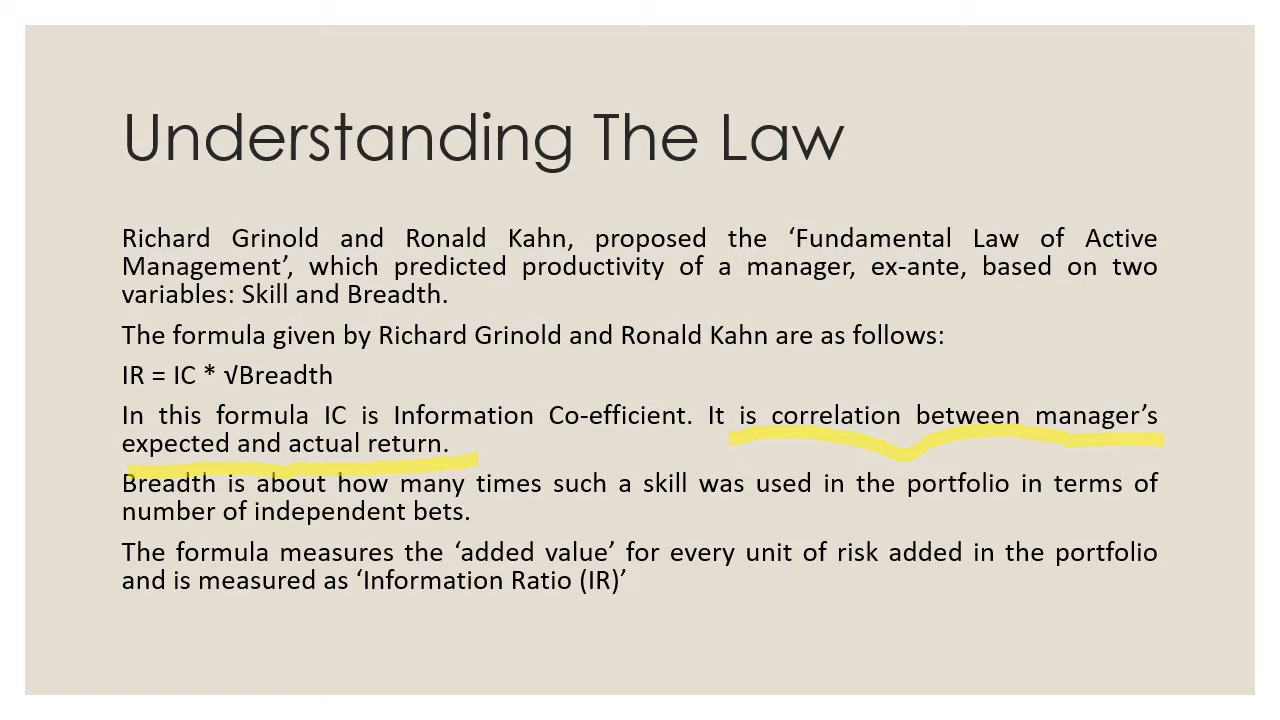 Understanding The Law
Richard Grinold and Ronald Kahn, proposed the ‘Fundamental Law of Active
Management’, which predicted productivity of a manager, ex-ante, based on two
variables: Skill and Breadth.
The formula given by Richard Grinold and Ronald Kahn are as follows:
IR = IC * √Breadth
In this formula IC is Information Co-efficient. It is correlation between manager’s
expected and actual return.
Breadth is about how many times such a skill was used in the portfolio in terms of
number of independent bets.
The formula measures the ‘added value’ for every unit of risk added in the portfolio
and is measured as ‘Information Ratio (IR)’